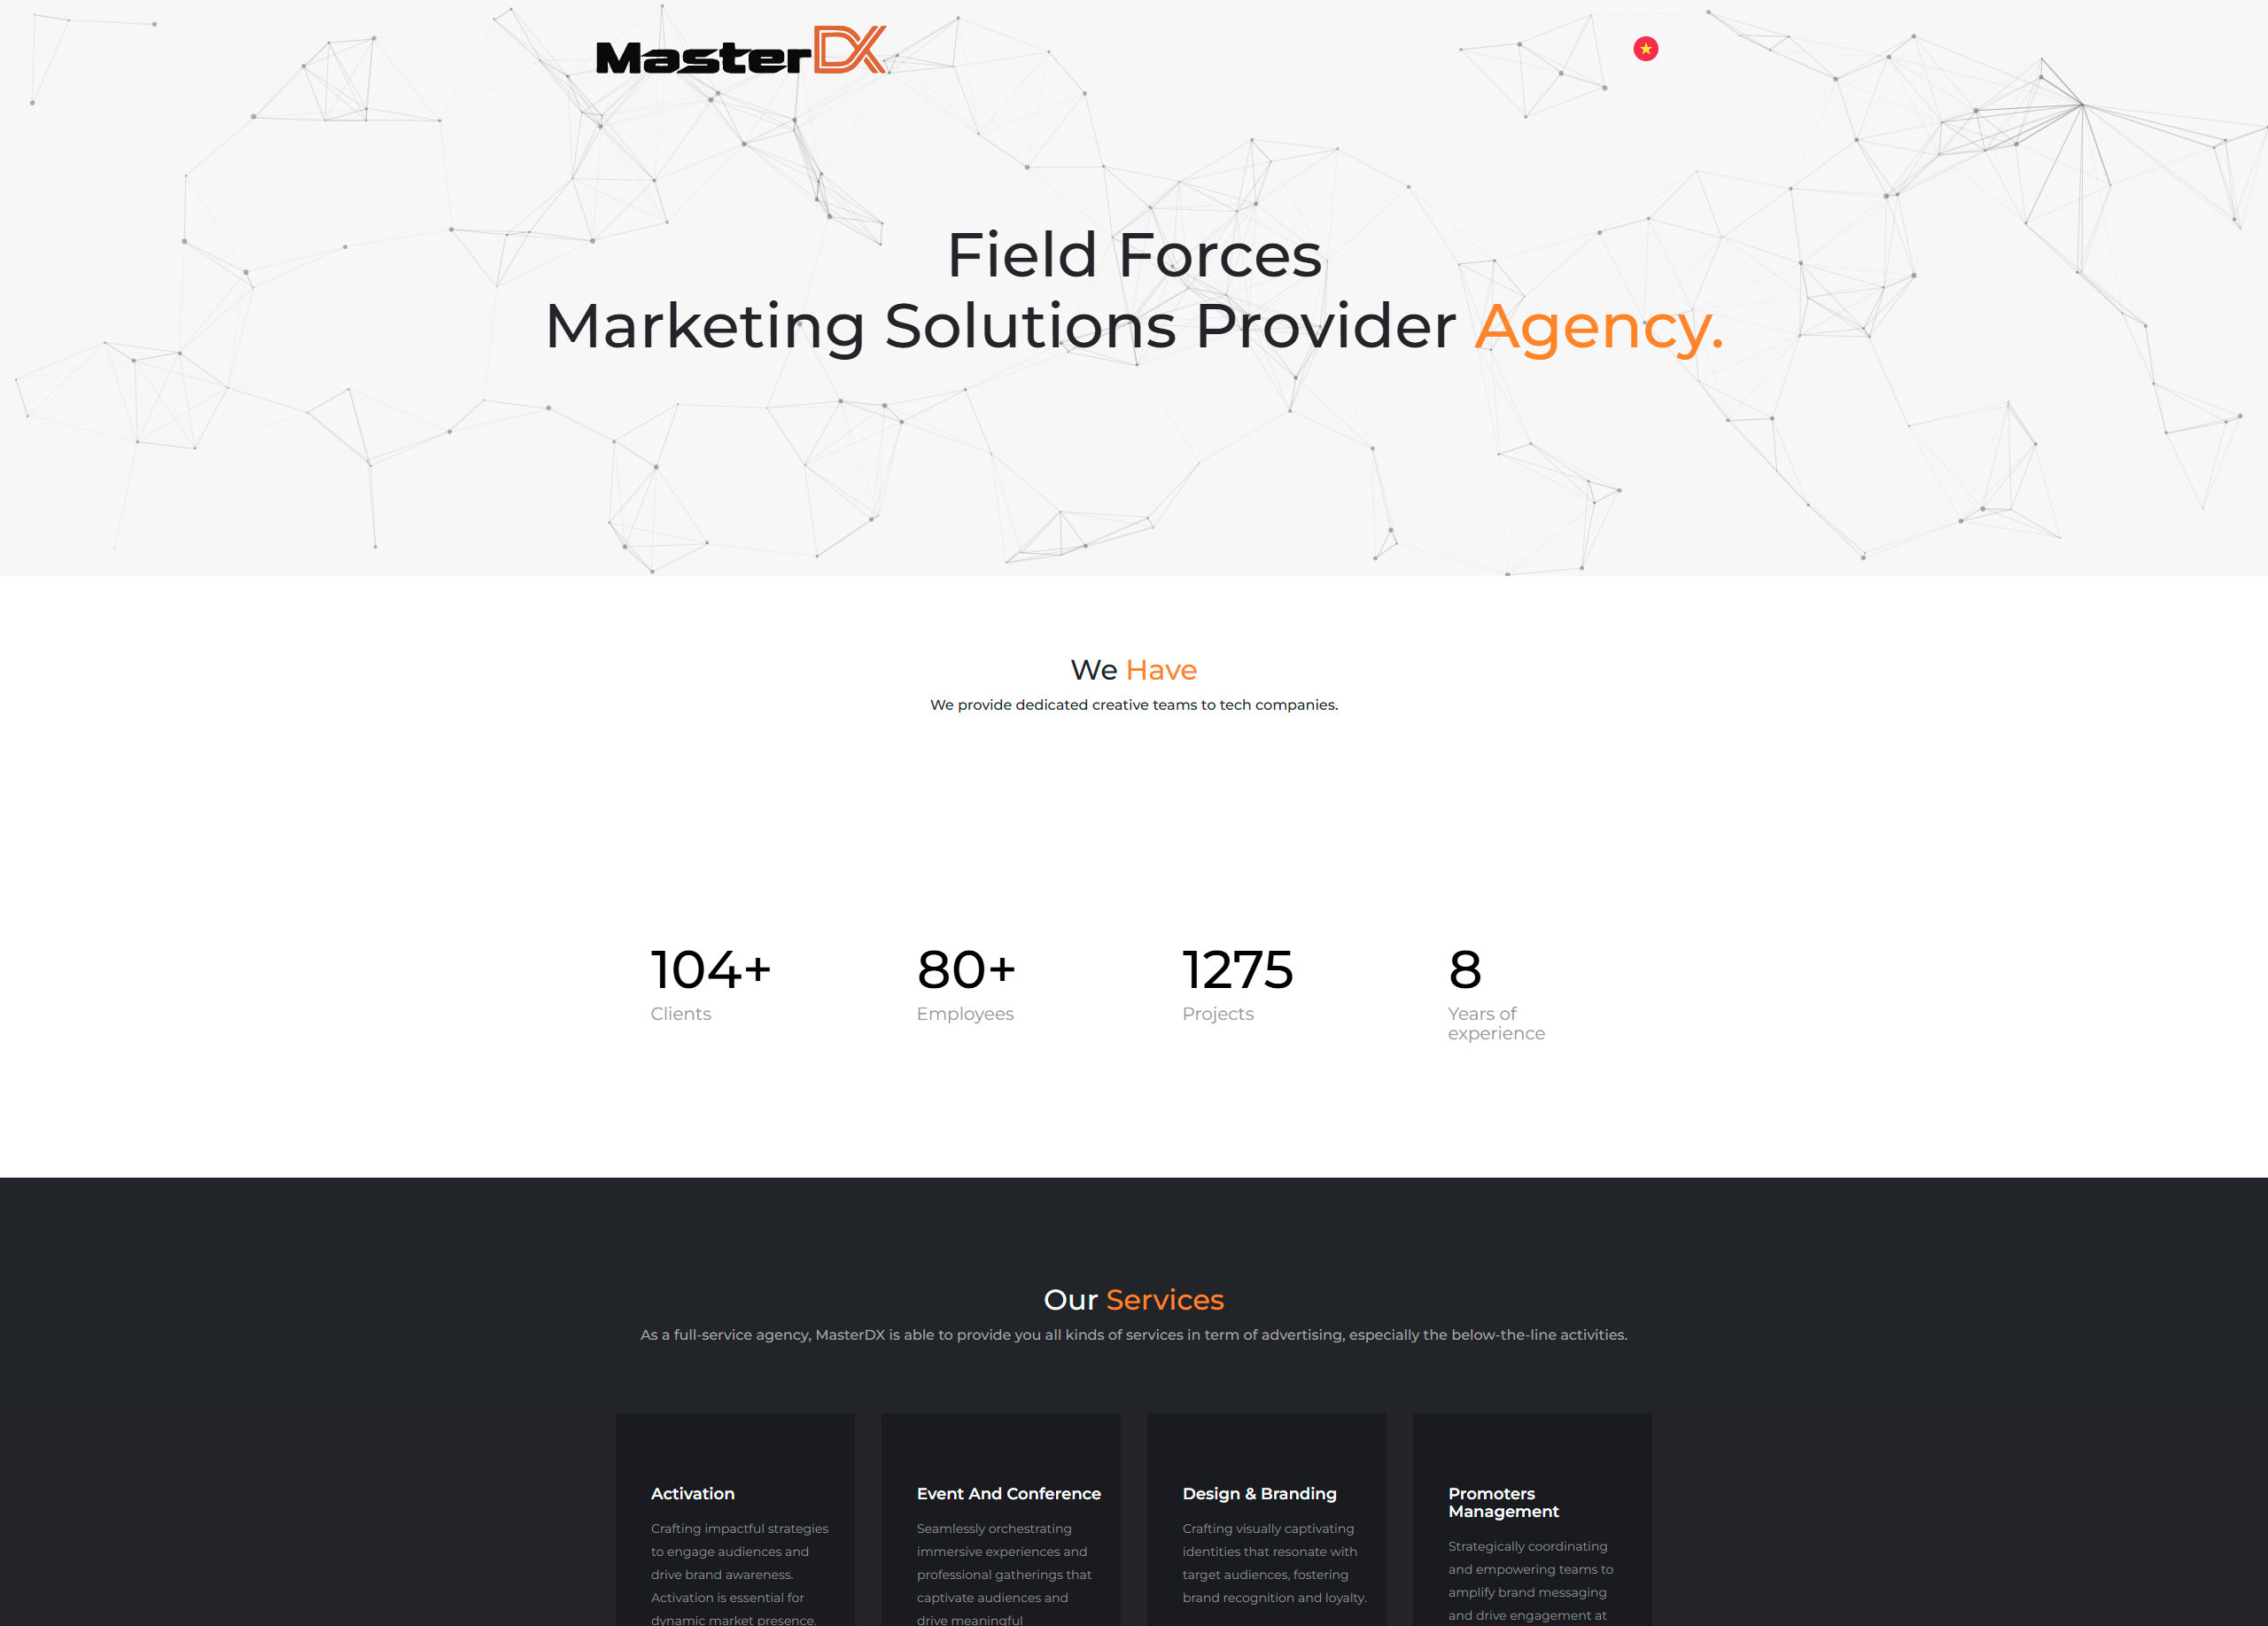 MasterDX
Field Forces
Marketing Solutions Provider Agency.
We Have
We provide dedicated creative teams to tech companies.
104+
Clients
80+
Employees
1275
Projects
8
Years of
experience
Our Services
As a full-service agency, MasterDX is able to provide you all kinds of services in term of advertising, especially the below-the-line activities.
Activation
Crafting impactful strategies
to engage audiences and
drive brand awareness.
Activation is essential for
dynamic market presence.
Event And Conference
Seamlessly orchestrating
immersive experiences and
professional gatherings that
captivate audiences and
drive meaningful
Design & Branding
Crafting visually captivating
identities that resonate with
target audiences, fostering
brand recognition and loyalty.
Promoters
Management
Strategically coordinating
and empowering teams to
amplify brand messaging
and drive engagement at